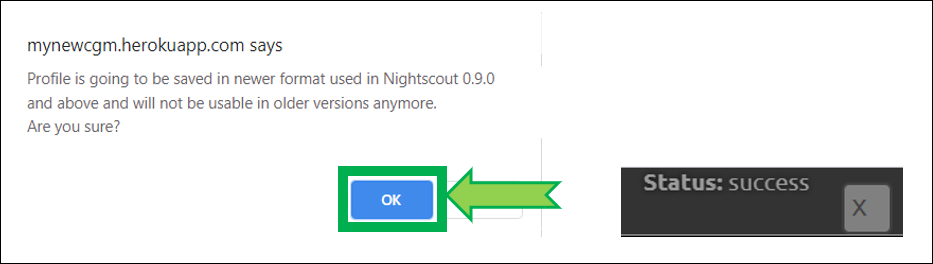 mynewcgm.herokuapp.com says
Profile is going to be saved in newer format used in Nightscout 0.9.0
and above and will not be usable in older versions anymore.
Are you sure?
OK
Status: success
X